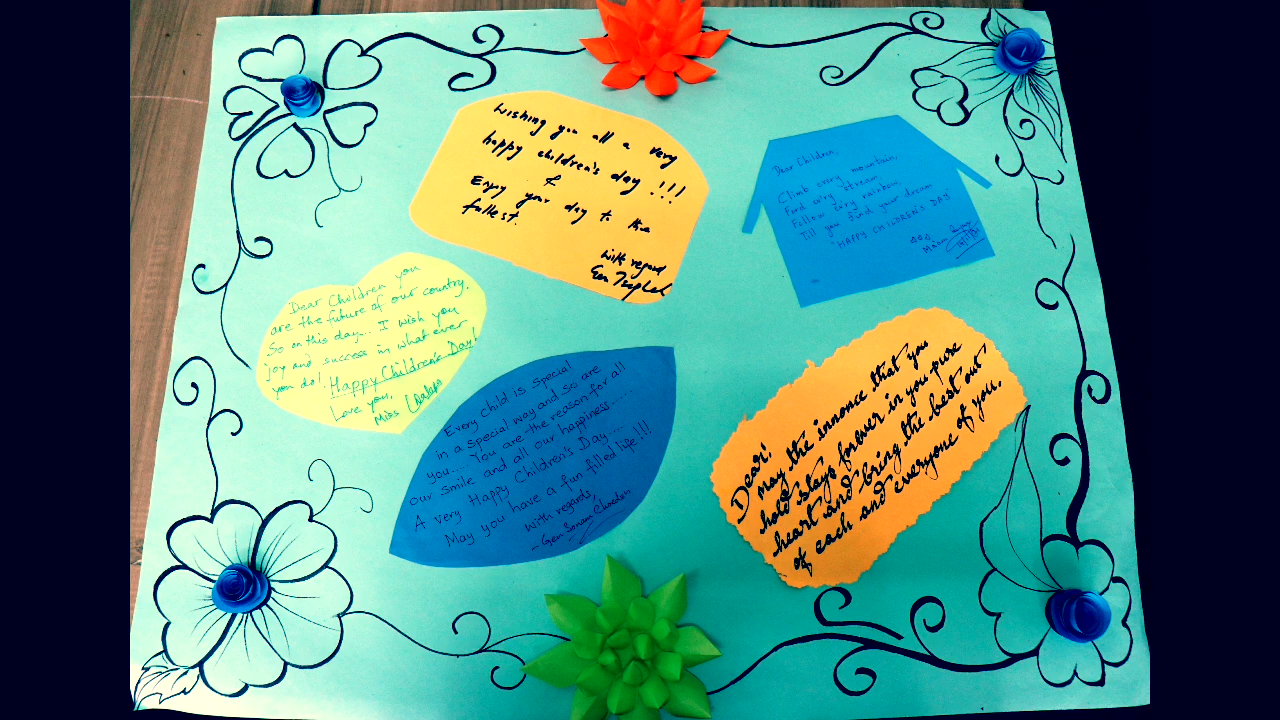 Wishing you all a very
happy children's day !!!
&
Enjoy your day to the
fullest.
with regard
Dear Children,
Climb every mountain,
Ford every stream,
Follow every rainbow,
Till you find your dream
"HAPPY CHILDREN'S DAY"
Dear Children you
are the future of our country.
So on this day... I wish you
joy and success in what ever
you do!. Happy Children's Day!
Love you,
Miss
Every child is special
in a special way and so are
you.... You are the reason for all
our smile and all our happiness.....
A very Happy Children's Day....
May you have a fun filled life!!!
with regards,
Dear!
may the innonce that you
hold stays forever in you pure
heart and bring the best out
of each and everyone of you.